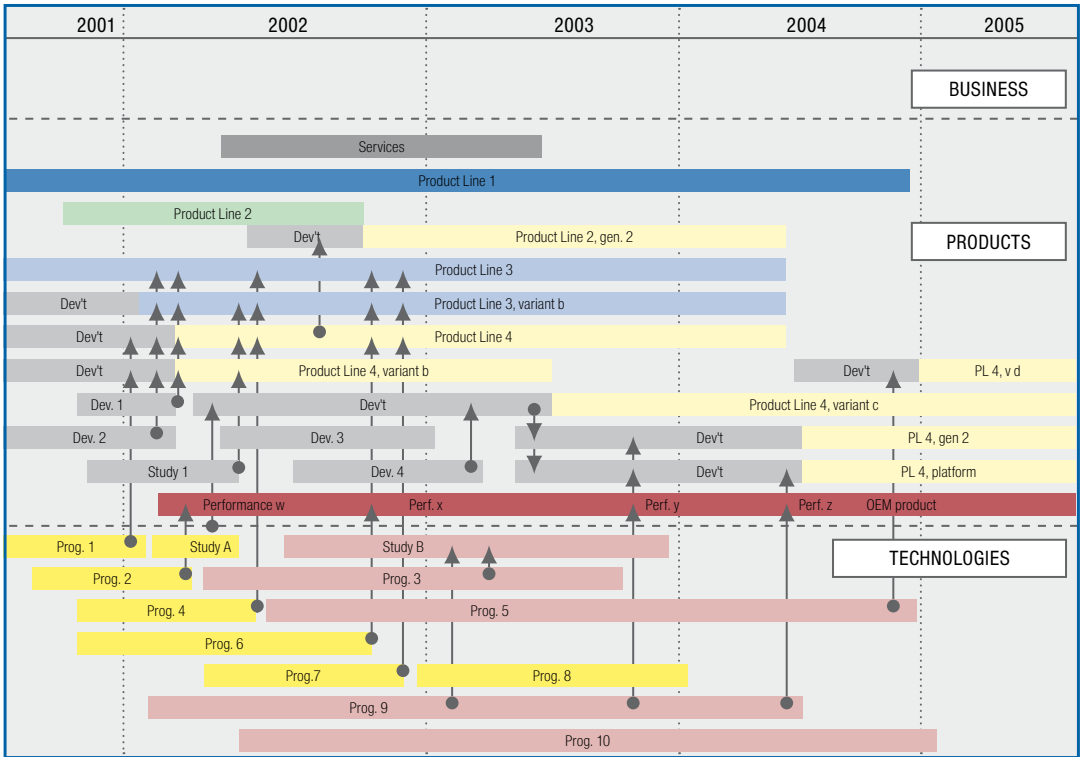 2001 2002 2003 2004 2005
BUSINESS
Services
Product Line 1
Product Line 2
Dev't Product Line 2, gen. 2
PRODUCTS
Product Line 3
Dev't Product Line 3, variant b
Dev't Product Line 4
Dev't Product Line 4, variant b Dev't PL 4, v d
Dev. 1 Dev't Product Line 4, variant c
Dev. 2 Dev. 3 Dev't PL 4, gen 2
Study 1 Dev. 4 Dev't PL 4, platform
Performance w Perf. x Perf. y Perf. z OEM product
Prog. 1 Study A Study B
TECHNOLOGIES
Prog. 2 Prog. 3
Prog. 4 Prog. 5
Prog. 6
Prog.7 Prog. 8
Prog. 9
Prog. 10